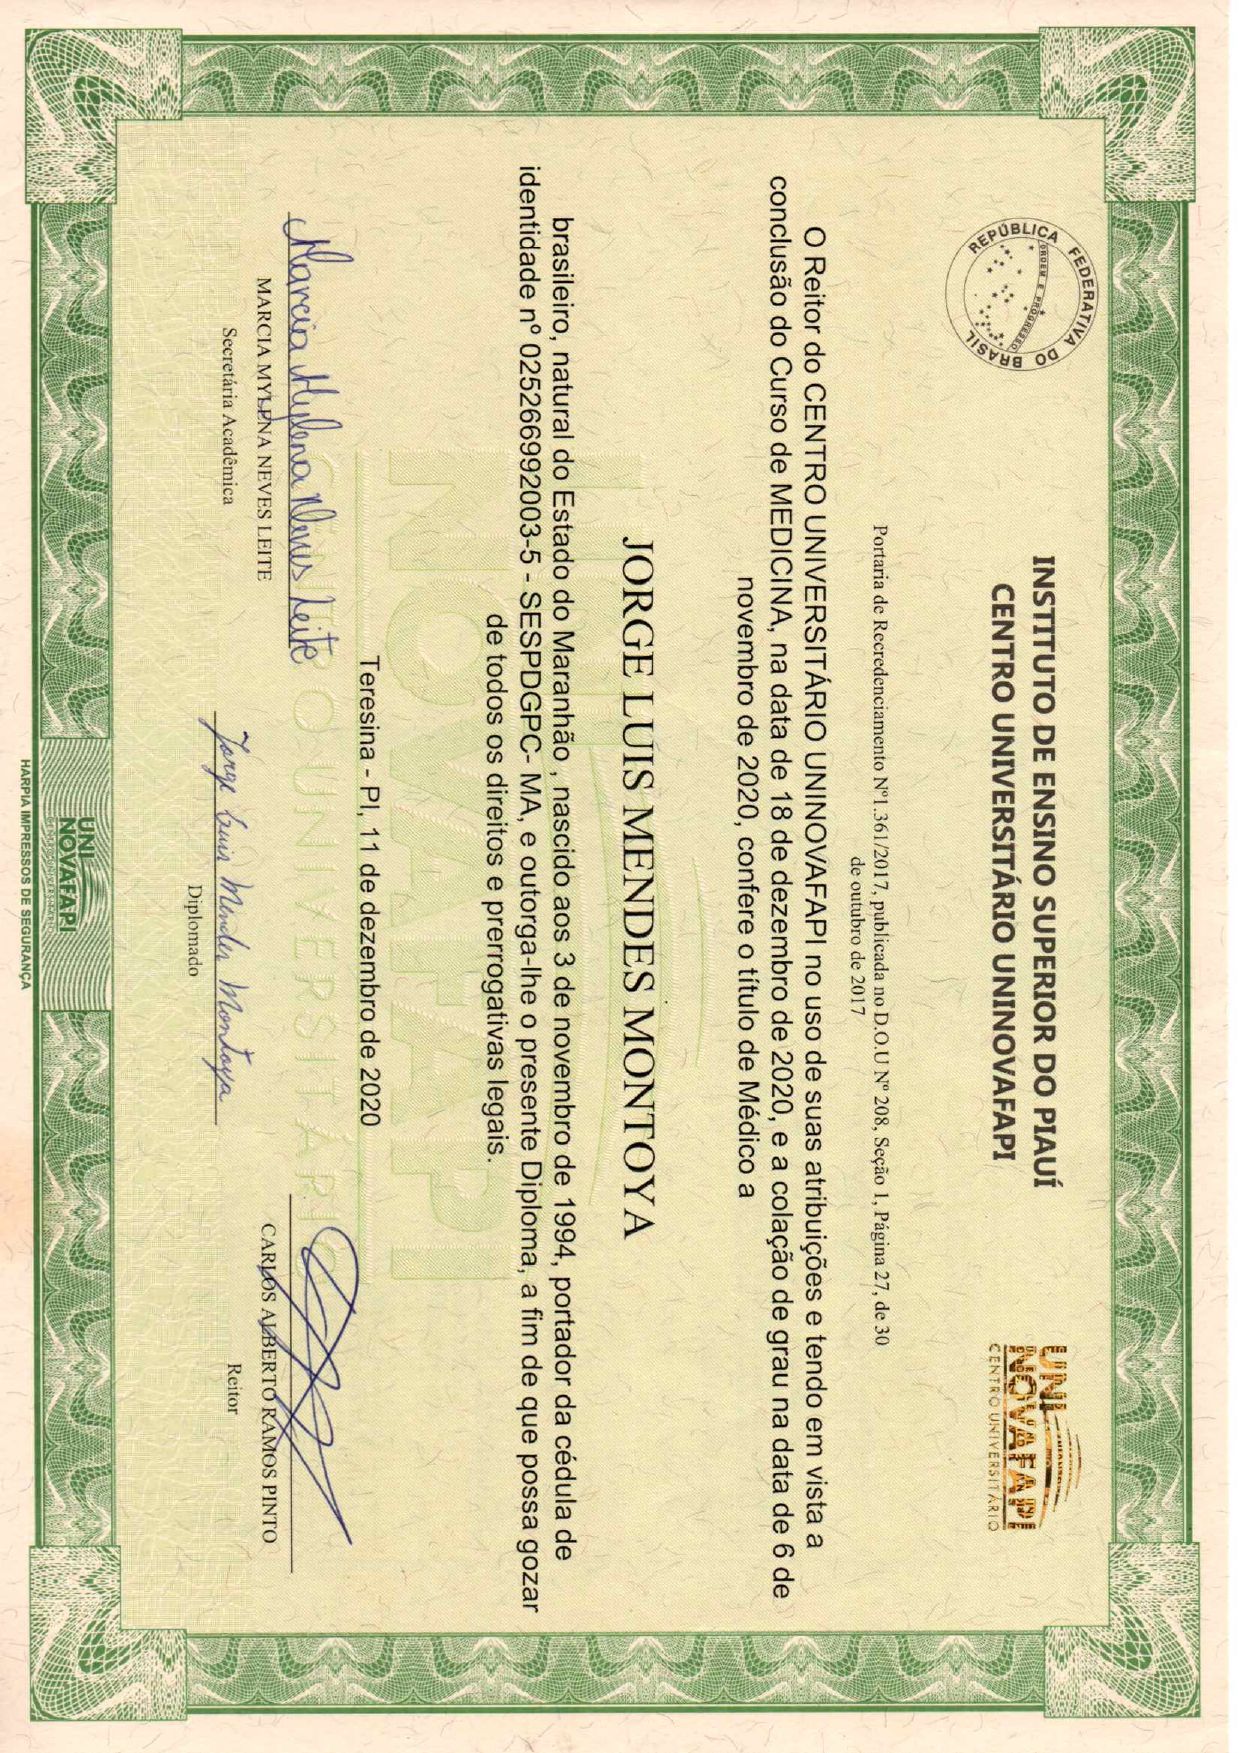 REPÚBLICA FEDERATIVA DO BRASIL
ORDEM E PROGRESSO
INSTITUTO DE ENSINO SUPERIOR DO PIAUÍ
CENTRO UNIVERSITÁRIO UNINOVAFAPI
UNI
NOVAFAPI
CENTRO UNIVERSITÁRIO
Portaria de Recredenciamento Nº1.361/2017, publicada no D.O.U Nº 208, Seção 1, Página 27, de 30
de outubro de 2017
O Reitor do CENTRO UNIVERSITÁRIO UNINOVAFAPI no uso de suas atribuições e tendo em vista a
conclusão do Curso de MEDICINA, na data de 18 de dezembro de 2020, e a colação de grau na data de 6 de
novembro de 2020, confere o título de Médico a
JORGE LUIS MENDES MONTOYA
brasileiro, natural do Estado do Maranhão , nascido aos 3 de novembro de 1994, portador da cédula de
identidade nº 025266992003-5 - SESPDGPC- MA, e outorga-lhe o presente Diploma, a fim de que possa gozar
de todos os direitos e prerrogativas legais.
Teresina - PI, 11 de dezembro de 2020
UNI
NOVAFAPI
CENTRO UNIVERSITÁRIO
Marcia Mylena Neves Leite
MARCIA MYLENA NEVES LEITE
Secretária Acadêmica
Jorge Luis Mendes Montoya
Diplomado
CARLOS ALBERTO RAMOS PINTO
Reitor
UNI
NOVAFAPI
CENTRO UNIVERSITÁRIO
HARPIA IMPRESSOS DE SEGURANÇA